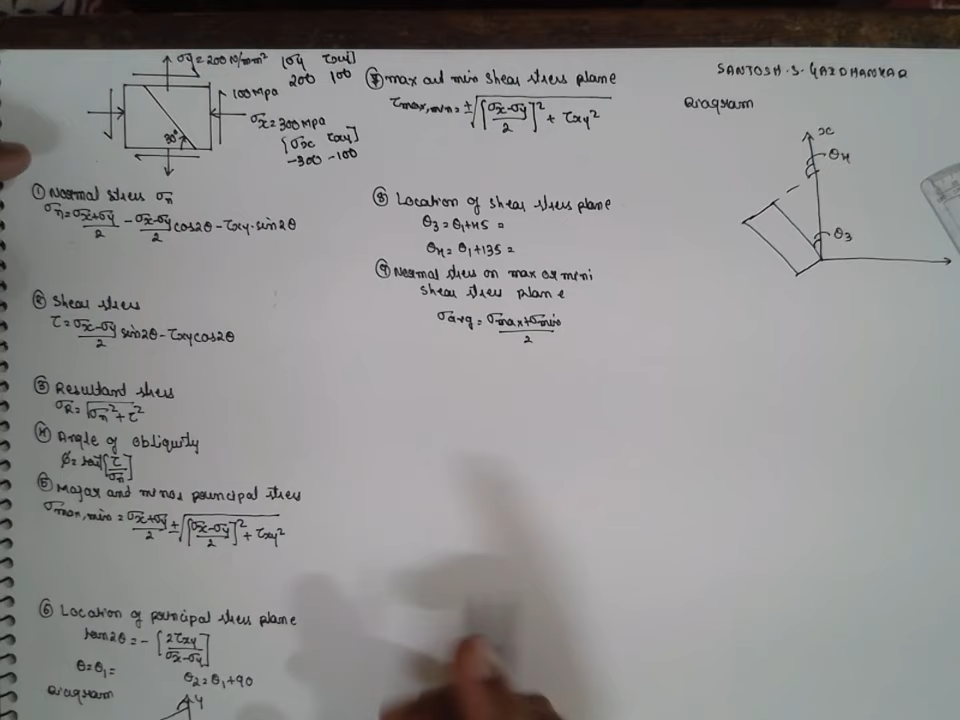 σy = 200 N/mm² [σy τxy]
200 100
100 mpa
σx = 300 mpa
[σx τxy]
-300 -100
30°
① Normal stress σn
σn = σx+σy/2 - σx-σy/2 cos2θ - τxy·sin2θ
② Shear stress
τ = σx-σy/2 sin2θ - τxy cos2θ
③ Resultant stress
σR = √σn² + τ²
④ Angle of obliquity
φ = tan⁻¹[τ/σn]
⑤ Major and minor principal stress
σmax, min = σx+σy/2 ± √[σx-σy/2]² + τxy²
⑥ Location of principal stress plane
tan2θ = - [2τxy/σx-σy]
θ = θ1 = θ2 = θ1 + 90
Diagram
y
⑦ max and min shear stress plane
τmax, min = ± √[σx-σy/2]² + τxy²
⑧ Location of shear stress plane
θ3 = θ1 + 45 =
θ4 = θ1 + 135 =
⑨ Normal stress on max or mini
shear stress plane
σavg = σmax + σmin/2
SANTOSH.S. GAIDHANKAR
Diagram
x
θ4
θ3